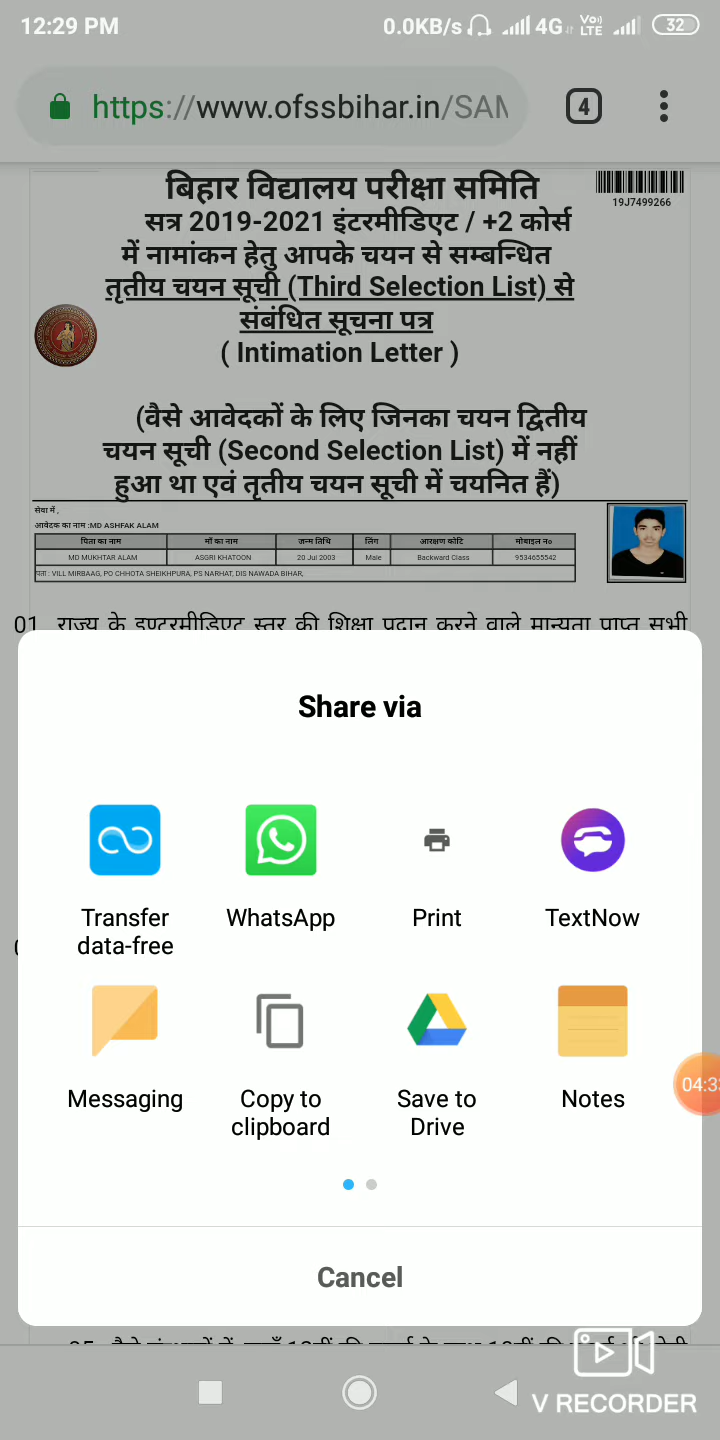 12:29 PM
0.0KB/s 4G Vo) LTE 32
https://www.ofssbihar.in/SAM
4
बिहार विद्यालय परीक्षा समिति
19J7499266
सत्र 2019-2021 इंटरमीडिएट / +2 कोर्स
में नामांकन हेतु आपके चयन से सम्बन्धित
तृतीय चयन सूची (Third Selection List) से
संबंधित सूचना पत्र
( Intimation Letter )
(वैसे आवेदकों के लिए जिनका चयन द्वितीय
चयन सूची (Second Selection List) में नहीं
हुआ था एवं तृतीय चयन सूची में चयनित हैं)
सेवा में ,
आवेदक का नाम :MD ASHFAK ALAM
पिता का नाम माँ का नाम जन्म तिथि लिंग आरक्षण कोटि मोबाइल न०
MD MUKHTAR ALAM ASGRI KHATOON 20 Jul 2003 Male Backward Class 9534655542
पता : VILL MIRBAAG, PO CHHOTA SHEIKHPURA, PS NARHAT, DIS NAWADA BIHAR,
01 राज्य के इण्टरमीडिएट स्तर की शिक्षा प्रदान करने वाले मान्यता प्राप्त सभी
Share via
Transfer data-free
WhatsApp
Print
TextNow
Messaging
Copy to clipboard
Save to Drive
Notes
04:33
Cancel
V RECORDER